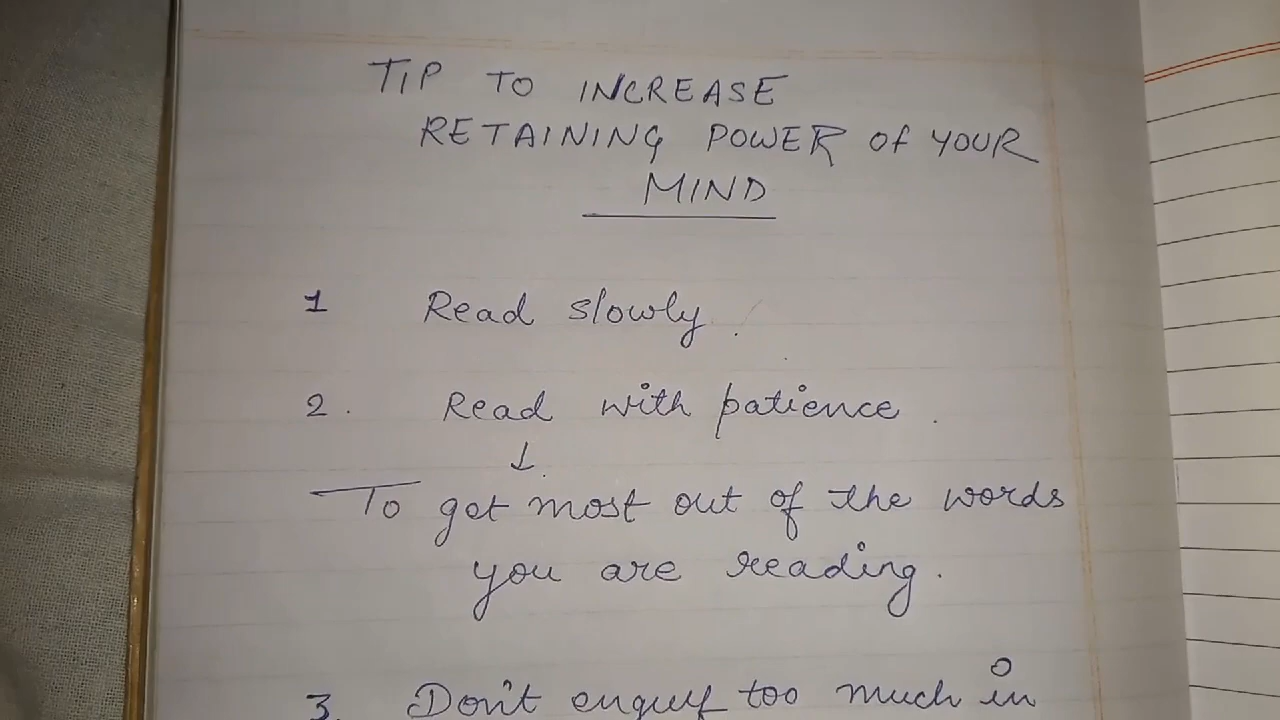 TIP TO INCREASE
RETAINING POWER Of YOUR
MIND
1 Read slowly.
2. Read with patience.
↓
To get most out of the words
you are reading.
3. Don't too much in